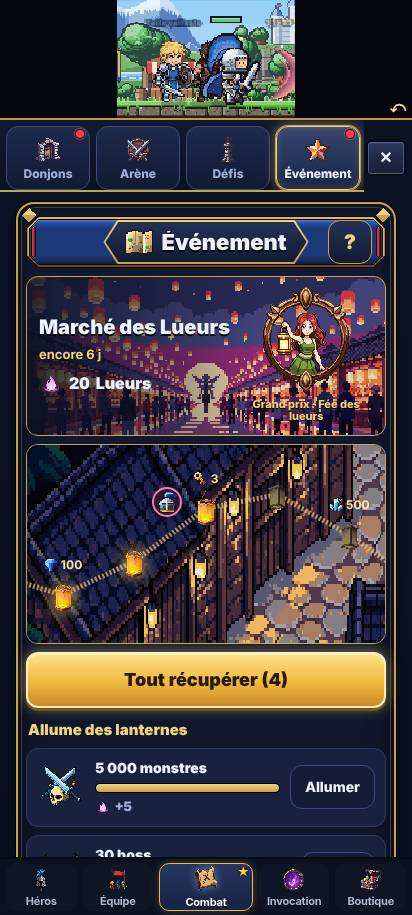 Donjons
Arène
Défis
Événement
×
Événement
?
Marché des Lueurs
encore 6 j
20 Lueurs
Grand prix · Fée des
lueurs
3
500
100
Tout récupérer (4)
Allume des lanternes
5 000 monstres
+5
Allumer
30 boss
Héros
Équipe
Combat
Invocation
Boutique